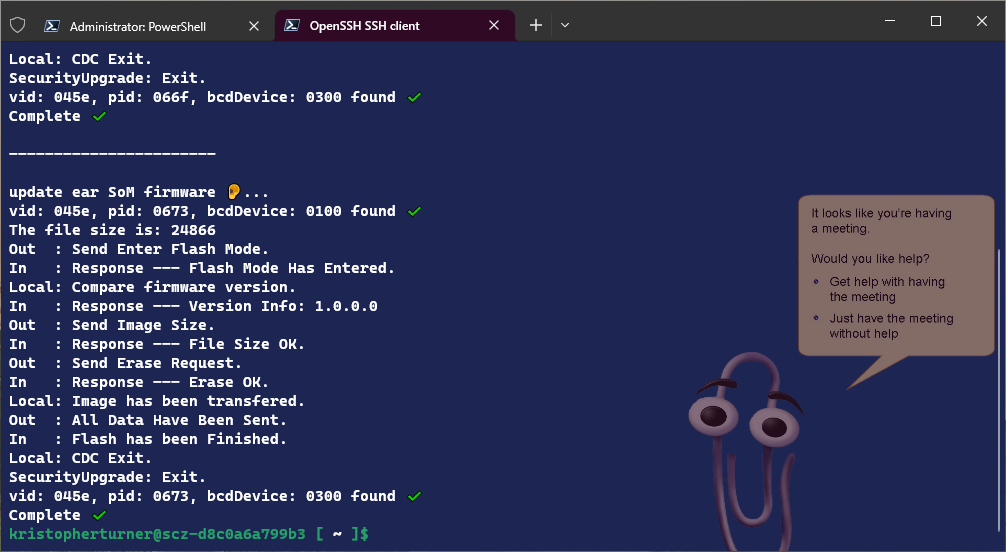 Administrator: PowerShell
OpenSSH SSH client
Local: CDC Exit.
SecurityUpgrade: Exit.
vid: 045e, pid: 066f, bcdDevice: 0300 found ✓
Complete ✓
-----------------------
update ear SoM firmware 👂...
vid: 045e, pid: 0673, bcdDevice: 0100 found ✓
The file size is: 24866
Out  : Send Enter Flash Mode.
In   : Response --- Flash Mode Has Entered.
Local: Compare firmware version.
In   : Response --- Version Info: 1.0.0.0
Out  : Send Image Size.
In   : Response --- File Size OK.
Out  : Send Erase Request.
In   : Response --- Erase OK.
Local: Image has been transfered.
Out  : All Data Have Been Sent.
In   : Flash has been Finished.
Local: CDC Exit.
SecurityUpgrade: Exit.
vid: 045e, pid: 0673, bcdDevice: 0300 found ✓
Complete ✓
kristopherturner@scz-d8c0a6a799b3 [ ~ ]$
It looks like you're having
a meeting.
Would you like help?
• Get help with having
the meeting
• Just have the meeting
without help